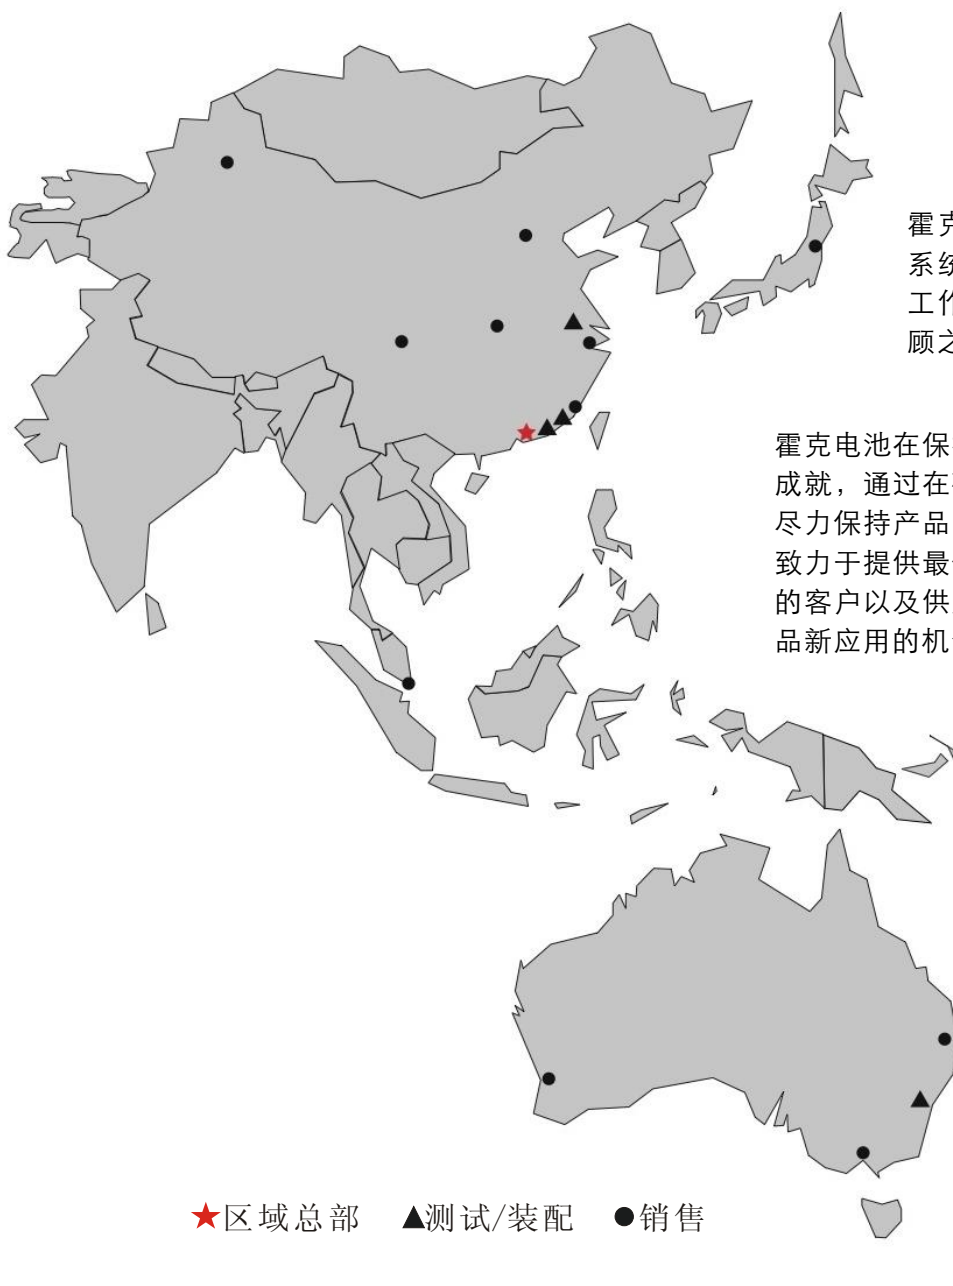 霍克
系统
工作
顾之
霍克电池在保
成就，通过在
尽力保持产品
致力于提供最
的客户以及供
品新应用的机
★区域总部 ▲测试/装配 ●销售